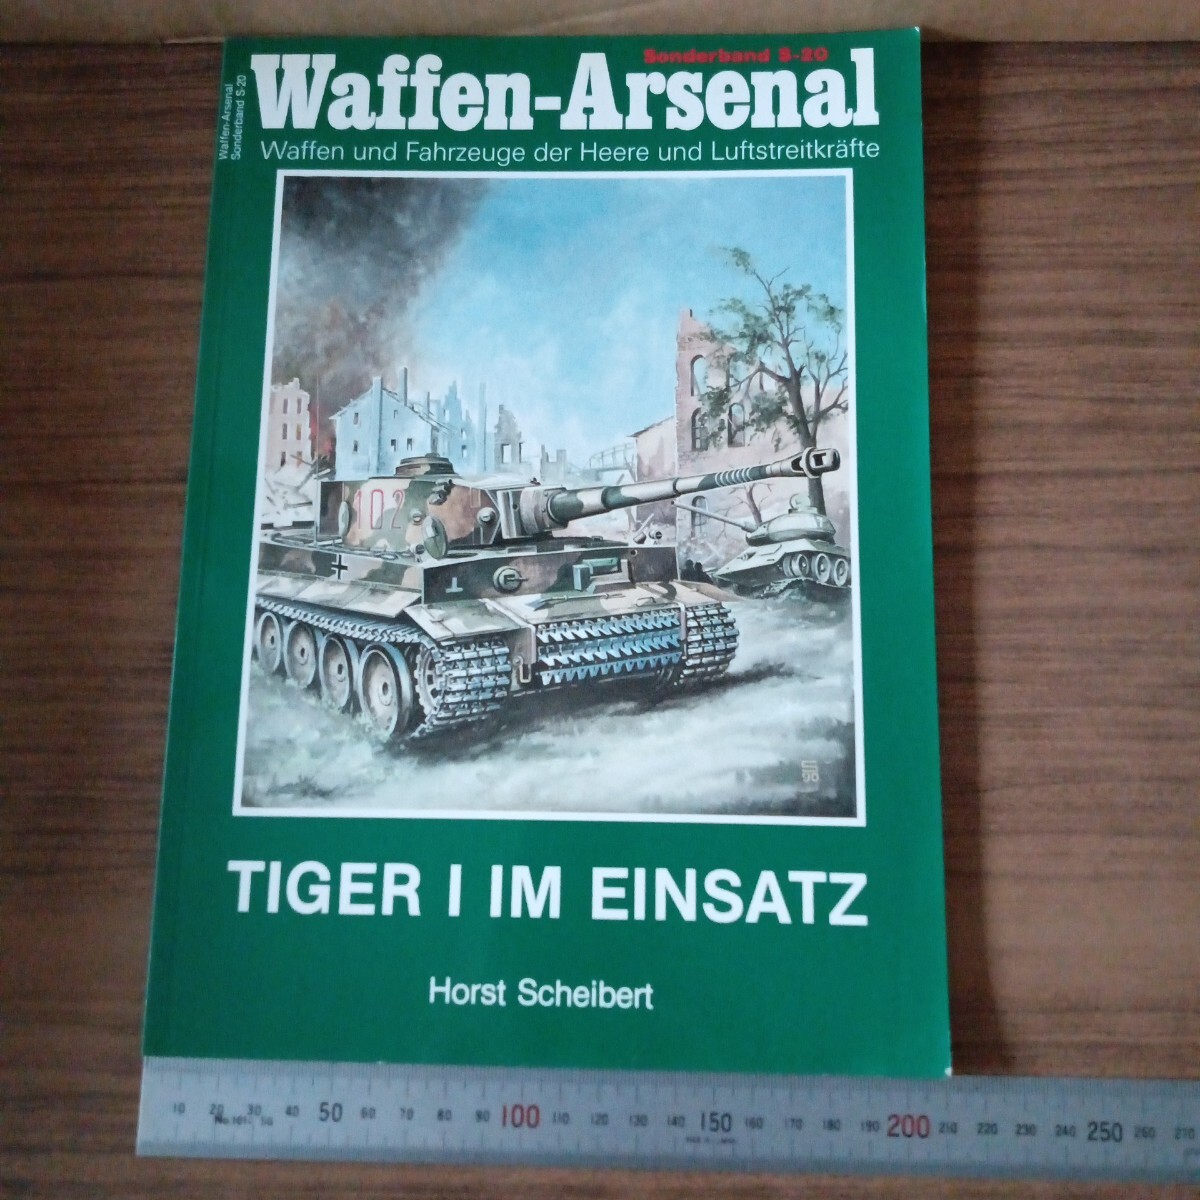 Sonderband S-20
Waffen-Arsenal
Waffen und Fahrzeuge der Heere und Luftstreitkräfte
Waffen-Arsenal
Sonderband S-20
102
TIGER I IM EINSATZ
Horst Scheibert
10 20 30 40 50 60 70 80 90 100 110 120 130 140 150 160 170 180 190 200 210 220 230 240 250 260 270